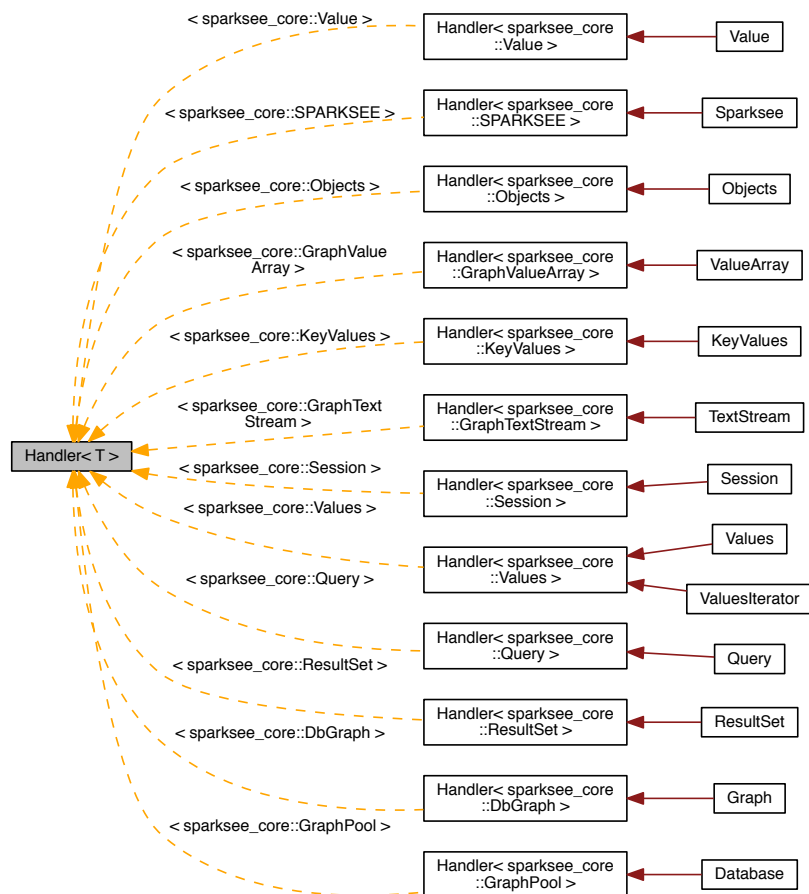 < sparksee_core::Value >
Handler< sparksee_core
::Value >
Value
< sparksee_core::SPARKSEE >
Handler< sparksee_core
::SPARKSEE >
Sparksee
< sparksee_core::Objects >
Handler< sparksee_core
::Objects >
Objects
< sparksee_core::GraphValue
Array >
Handler< sparksee_core
::GraphValueArray >
ValueArray
< sparksee_core::KeyValues >
Handler< sparksee_core
::KeyValues >
KeyValues
< sparksee_core::GraphText
Stream >
Handler< sparksee_core
::GraphTextStream >
TextStream
Handler< T >
< sparksee_core::Session >
Handler< sparksee_core
::Session >
Session
< sparksee_core::Values >
Handler< sparksee_core
::Values >
Values
ValuesIterator
< sparksee_core::Query >
Handler< sparksee_core
::Query >
Query
< sparksee_core::ResultSet >
Handler< sparksee_core
::ResultSet >
ResultSet
< sparksee_core::DbGraph >
Handler< sparksee_core
::DbGraph >
Graph
< sparksee_core::GraphPool >
Handler< sparksee_core
::GraphPool >
Database